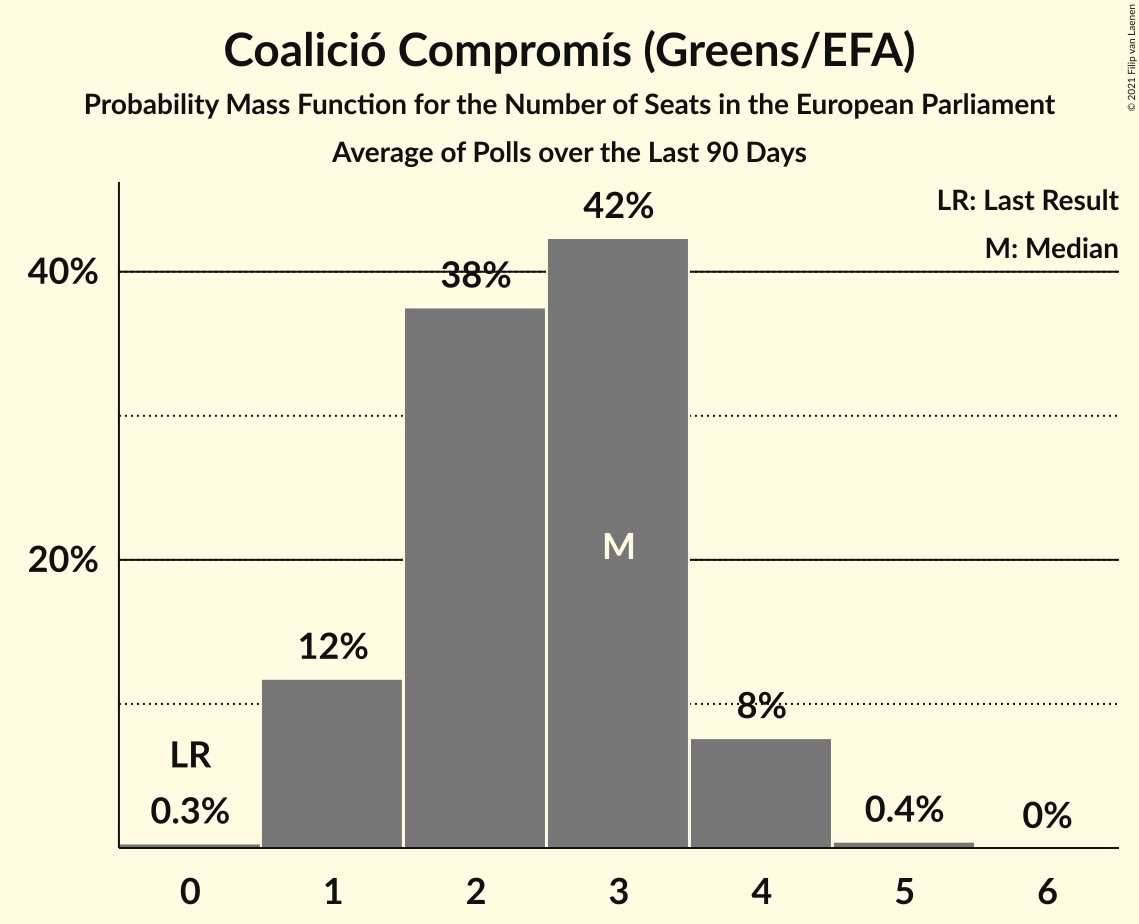 Coalició Compromís (Greens/EFA)
Probability Mass Function for the Number of Seats in the European Parliament
Average of Polls over the Last 90 Days
© 2021 Filip van Laenen
LR: Last Result
M: Median
42%
40%
38%
M
20%
12%
8%
LR
0.3%
0.4%
0%
0 1 2 3 4 5 6